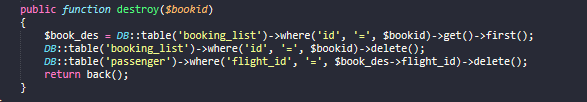 public function destroy($bookid)
{
$book_des = DB::table('booking_list')->where('id', '=', $bookid)->get()->first();
DB::table('booking_list')->where('id', '=', $bookid)->delete();
DB::table('passenger')->where('flight_id', '=', $book_des->flight_id)->delete();
return back();
}